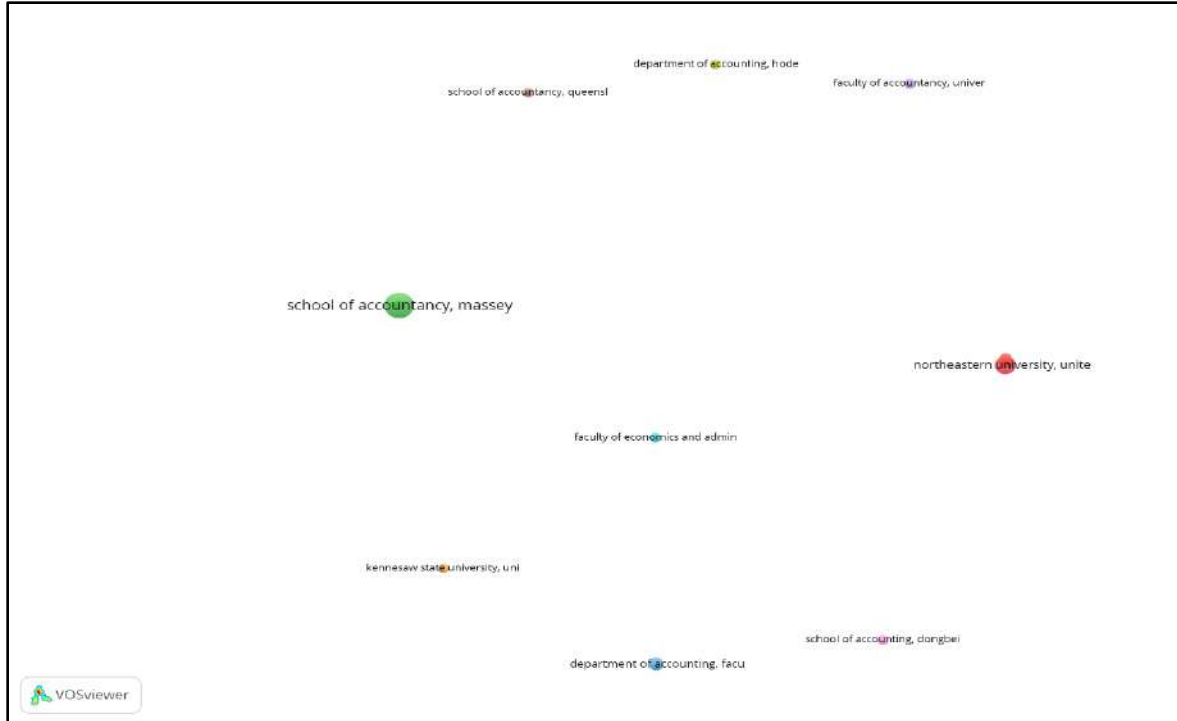 department of accounting, hode
faculty of accountancy, univer
school of accountancy, queensl
school of accountancy, massey
northeastern university, unite
faculty of economics and admin
kennesaw state university, uni
school of accounting, dongbei
department of accounting, facu
VOSviewer